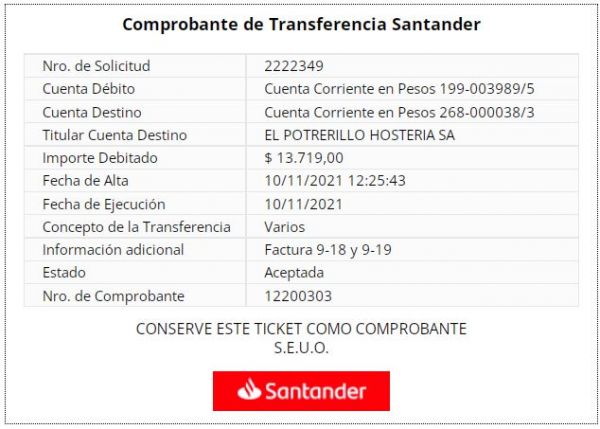 Comprobante de Transferencia Santander
Nro. de Solicitud 2222349
Cuenta Débito Cuenta Corriente en Pesos 199-003989/5
Cuenta Destino Cuenta Corriente en Pesos 268-000038/3
Titular Cuenta Destino EL POTRERILLO HOSTERIA SA
Importe Debitado $ 13.719,00
Fecha de Alta 10/11/2021 12:25:43
Fecha de Ejecución 10/11/2021
Concepto de la Transferencia Varios
Información adicional Factura 9-18 y 9-19
Estado Aceptada
Nro. de Comprobante 12200303
CONSERVE ESTE TICKET COMO COMPROBANTE
S.E.U.O.
Santander